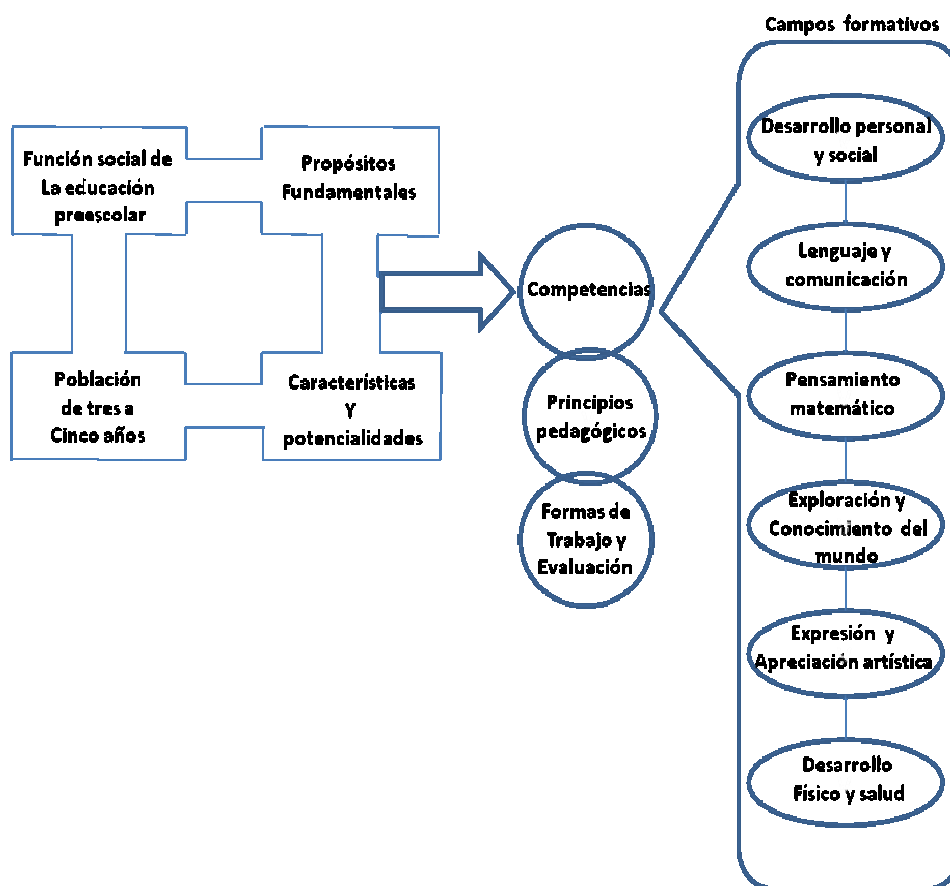 Campos formativos
Función social de
La educación
preescolar
Propósitos
Fundamentales
Población
de tres a
Cinco años
Características
Y
potencialidades
Competencias
Principios
pedagógicos
Formas de
Trabajo y
Evaluación
Desarrollo personal
y social
Lenguaje y
comunicación
Pensamiento
matemático
Exploración y
Conocimiento del
mundo
Expresión y
Apreciación artística
Desarrollo
Físico y salud